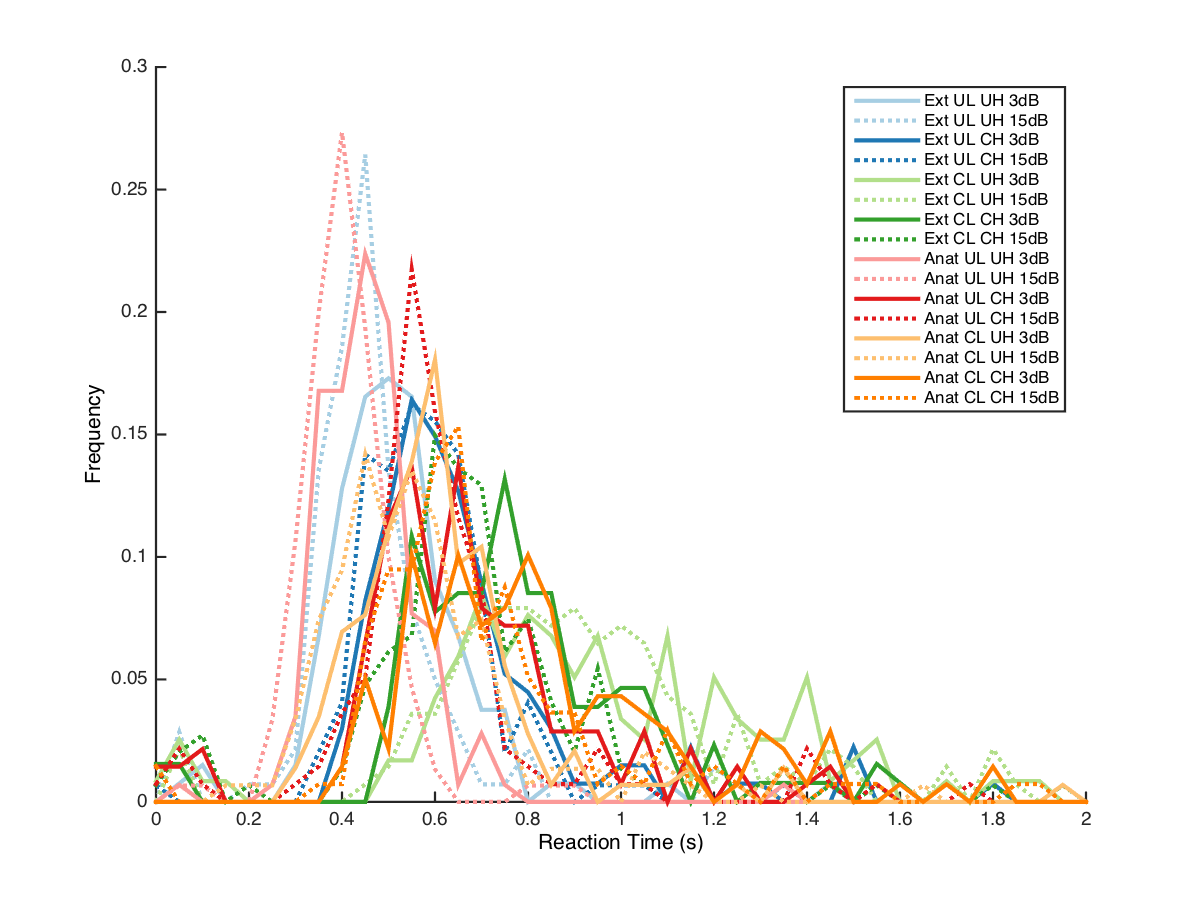 0.3
0.25
0.2
0.15
0.1
0.05
0
Frequency
0
0.2
0.4
0.6
0.8
1
1.2
1.4
1.6
1.8
2
Reaction Time (s)
Ext UL UH 3dB
Ext UL UH 15dB
Ext UL CH 3dB
Ext UL CH 15dB
Ext CL UH 3dB
Ext CL UH 15dB
Ext CL CH 3dB
Ext CL CH 15dB
Anat UL UH 3dB
Anat UL UH 15dB
Anat UL CH 3dB
Anat UL CH 15dB
Anat CL UH 3dB
Anat CL UH 15dB
Anat CL CH 3dB
Anat CL CH 15dB